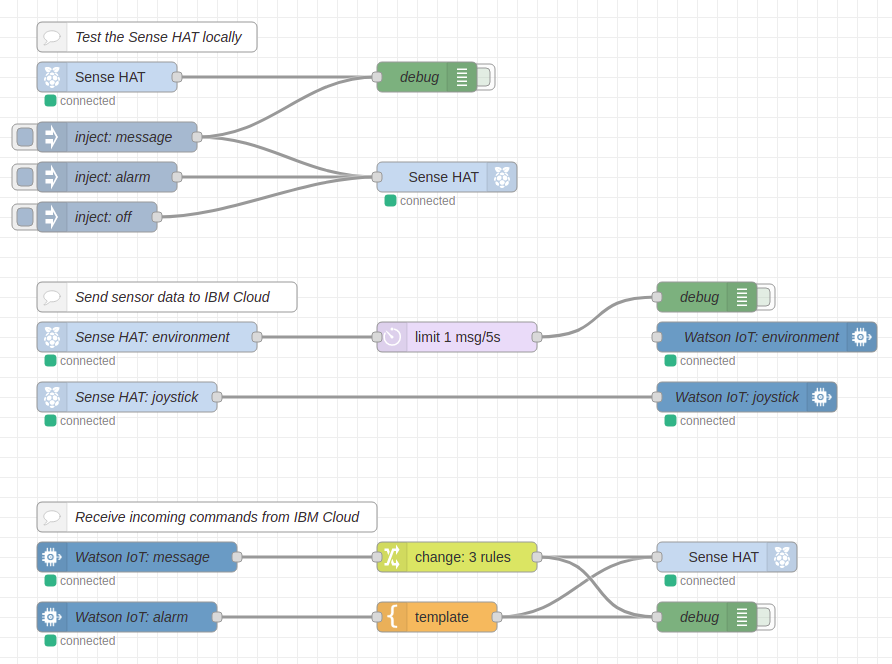 Test the Sense HAT locally
Sense HAT
debug
connected
inject: message
inject: alarm
Sense HAT
connected
inject: off
Send sensor data to IBM Cloud
debug
Sense HAT: environment
limit 1 msg/5s
Watson IoT: environment
connected
connected
Sense HAT: joystick
Watson IoT: joystick
connected
connected
Receive incoming commands from IBM Cloud
Watson IoT: message
change: 3 rules
Sense HAT
connected
connected
Watson IoT: alarm
template
debug
connected